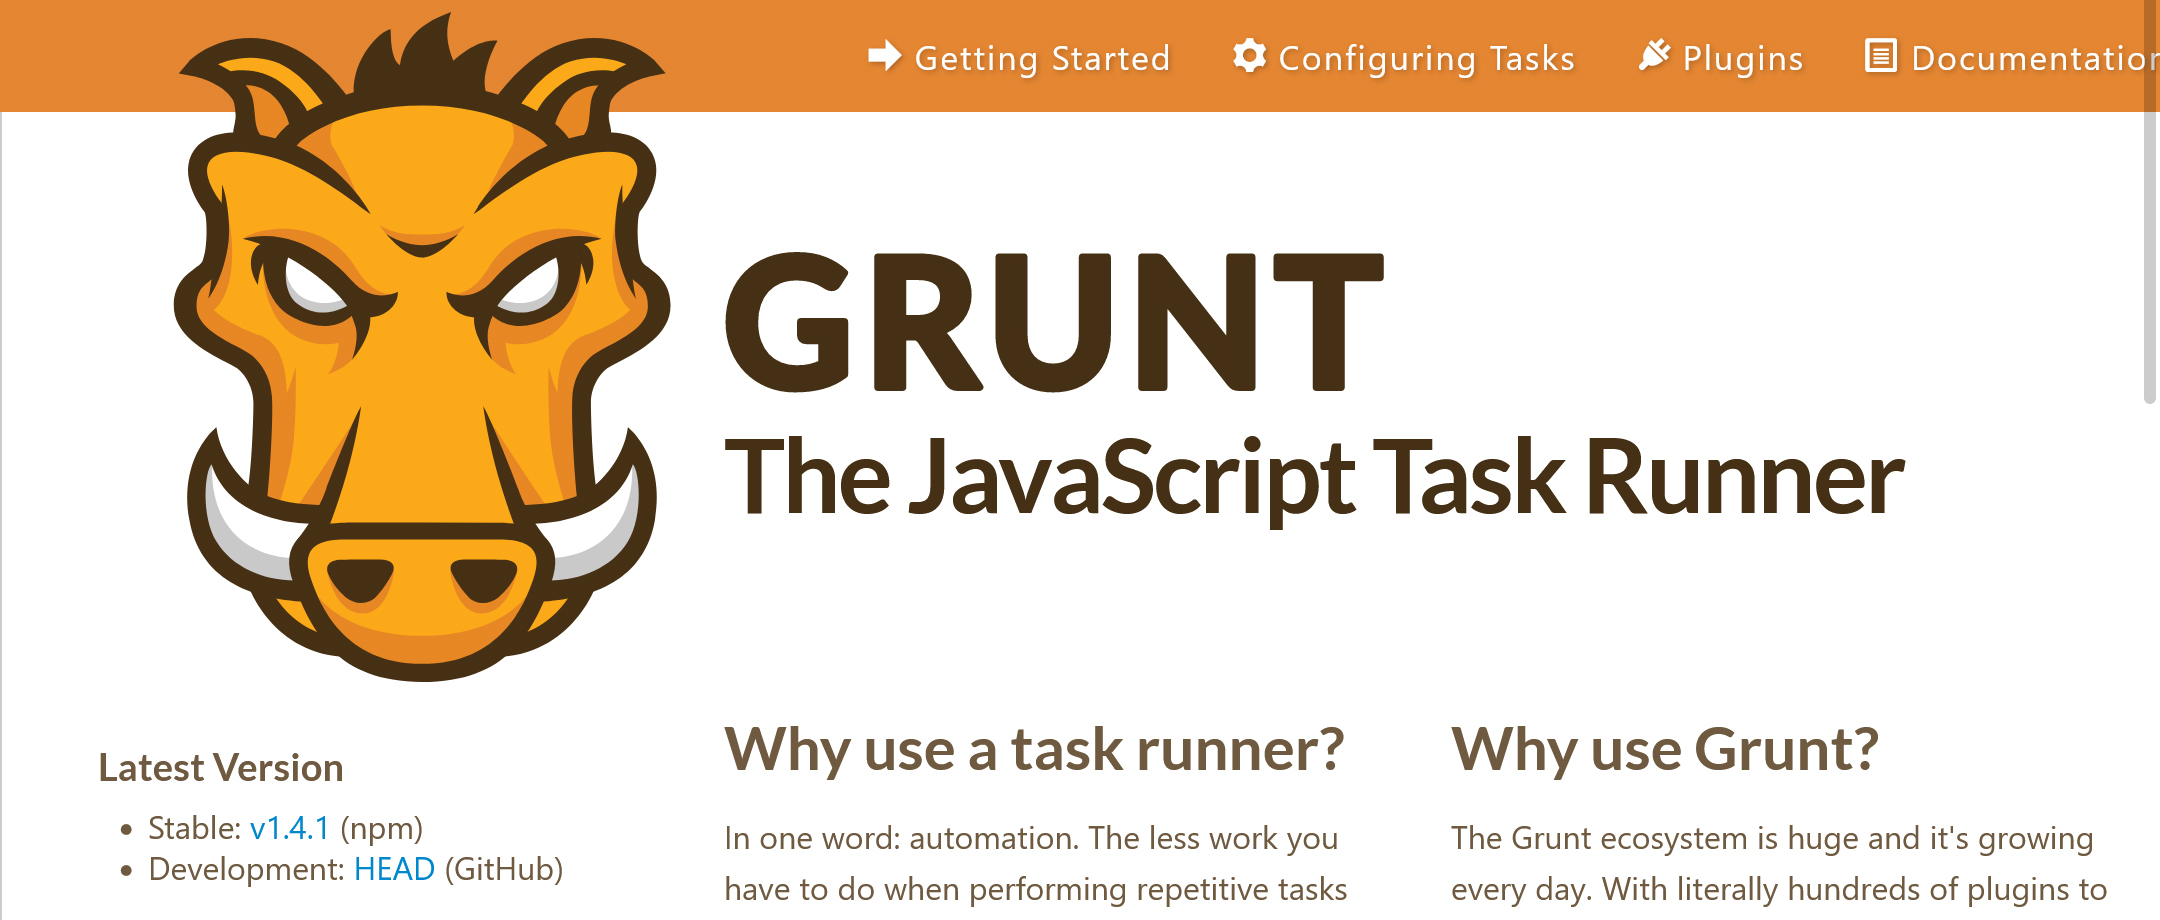 Getting Started
Configuring Tasks
Plugins
Documentation
GRUNT
The JavaScript Task Runner
Latest Version
Stable: v1.4.1 (npm)
Development: HEAD (GitHub)
Why use a task runner?
In one word: automation. The less work you
have to do when performing repetitive tasks
Why use Grunt?
The Grunt ecosystem is huge and it's growing
every day. With literally hundreds of plugins to